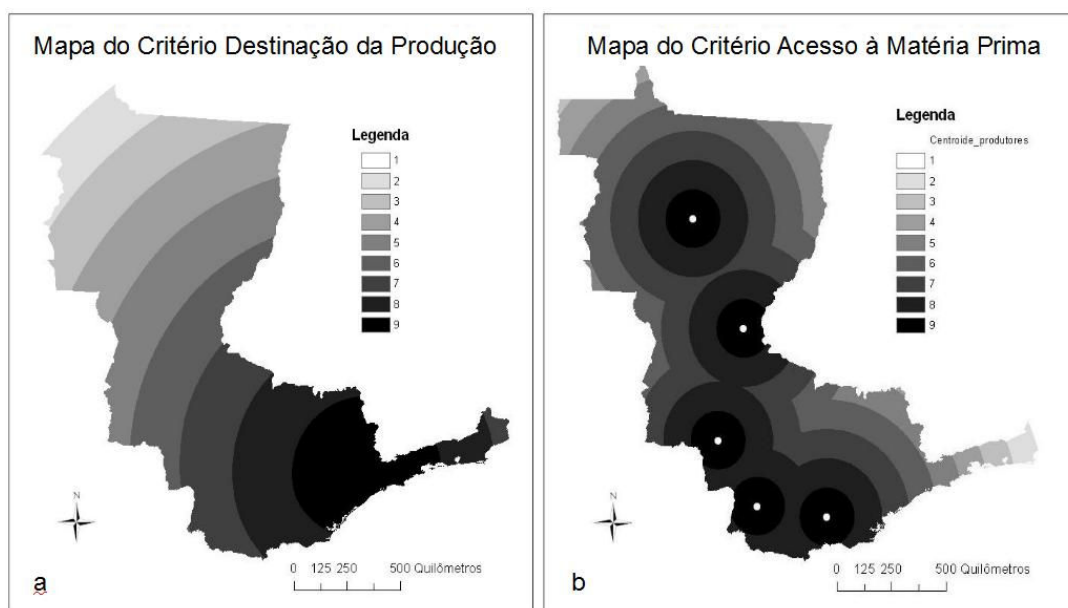 Mapa do Critério Destinação da Produção
Legenda
1
2
3
4
5
6
7
8
9
N
0 125 250 500 Quilômetros
a
Mapa do Critério Acesso à Matéria Prima
Legenda
Centroide_produtores
1
2
3
4
5
6
7
8
9
N
0 125 250 500 Quilômetros
b